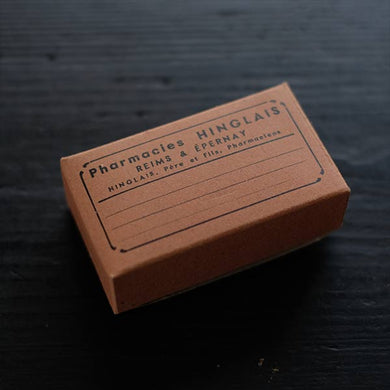 Pharmacies HINGLAIS
REIMS & ÉPERNAY
HINGLAIS, Père et Fils, Pharmaciens